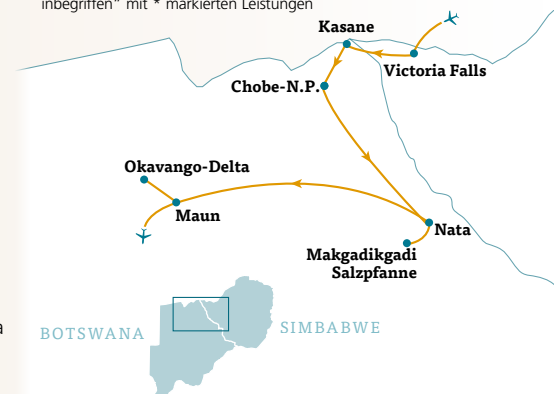 inbegriffen" mit * markierten Leistungen
Kasane
Victoria Falls
Chobe-N.P.
Okavango-Delta
Maun
Nata
Makgadikgadi
Salzpfanne
BOTSWANA
SIMBABWE